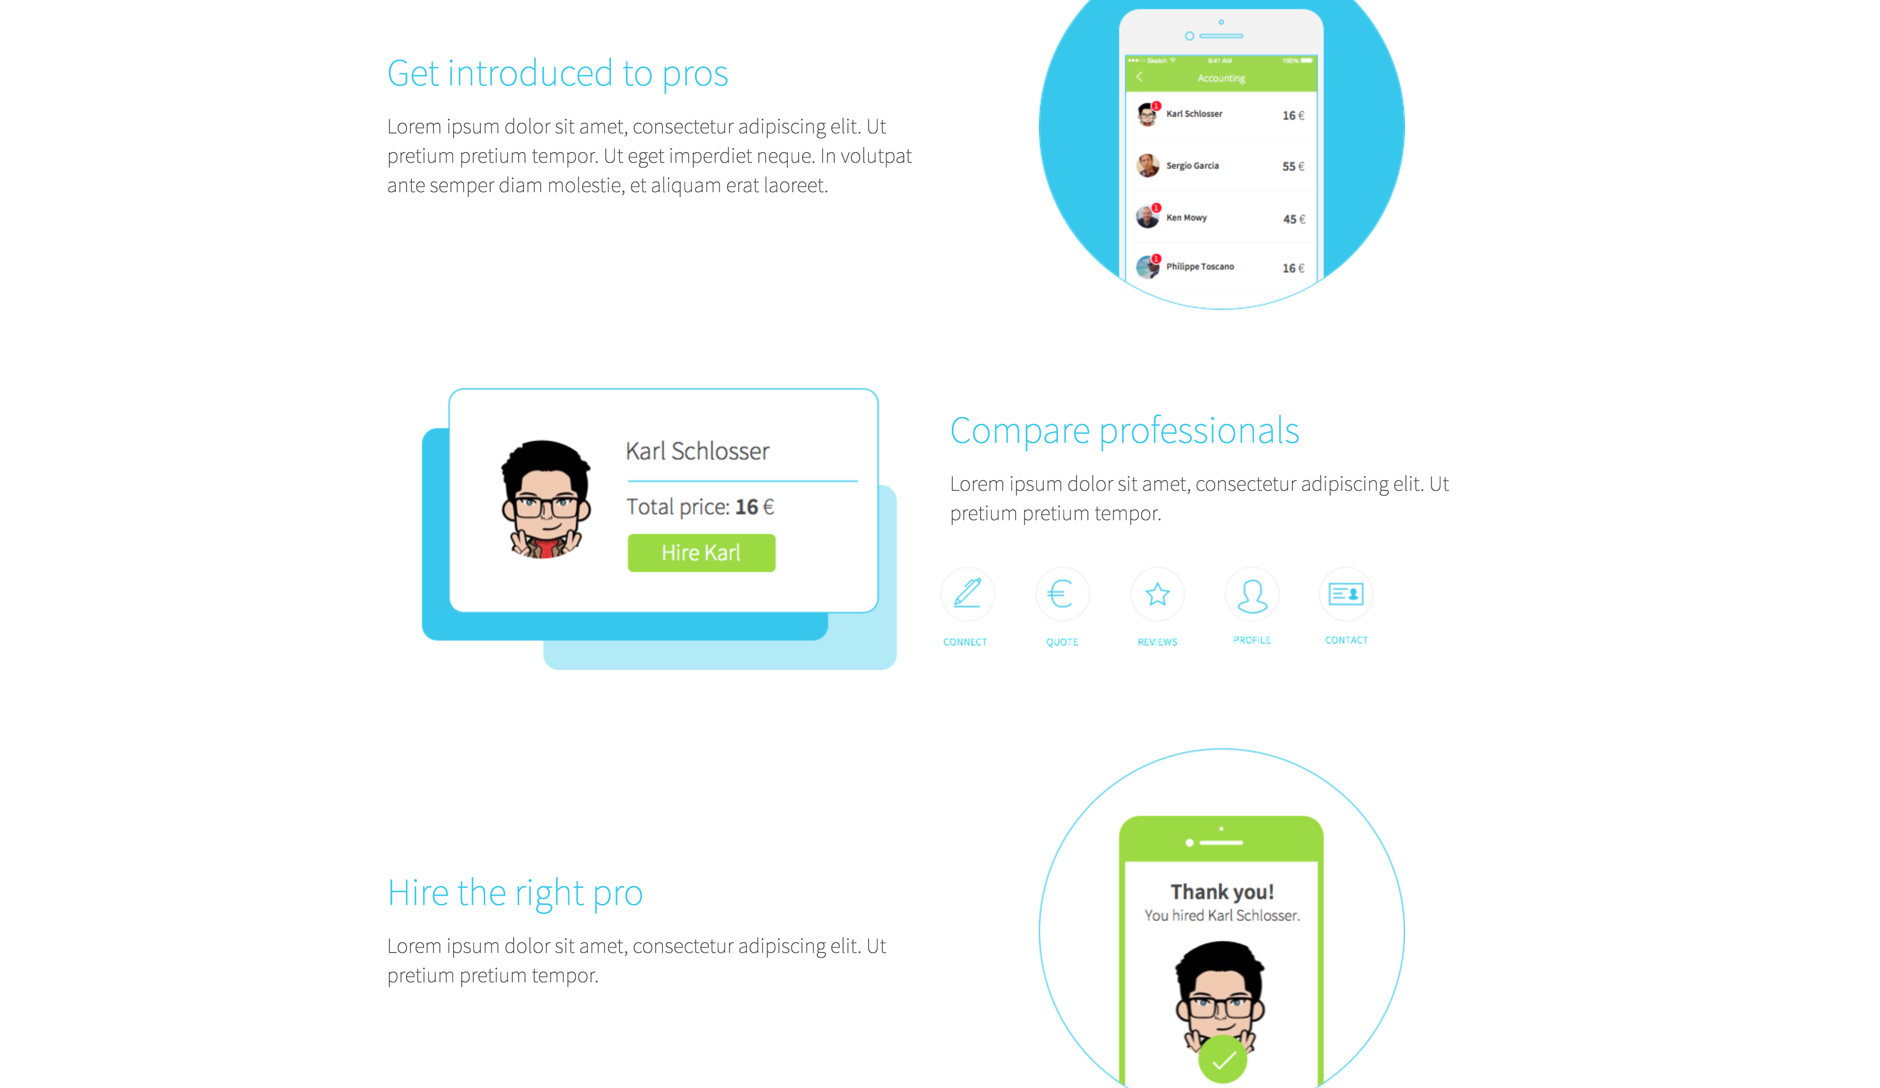 Get introduced to pros
Lorem ipsum dolor sit amet, consectetur adipiscing elit. Ut
pretium pretium tempor. Ut eget imperdiet neque. In volutpat
ante semper diam molestie, et aliquam erat laoreet.
Sketch 9:41 AM 100%
Accounting
1
Karl Schlosser 16 €
Sergio Garcia 55 €
1
Ken Mowy 45 €
1
Philippe Toscano 16 €
Karl Schlosser
Total price: 16 €
Hire Karl
Compare professionals
Lorem ipsum dolor sit amet, consectetur adipiscing elit. Ut
pretium pretium tempor.
CONNECT QUOTE REVIEWS PROFILE CONTACT
Hire the right pro
Lorem ipsum dolor sit amet, consectetur adipiscing elit. Ut
pretium pretium tempor.
Thank you!
You hired Karl Schlosser.